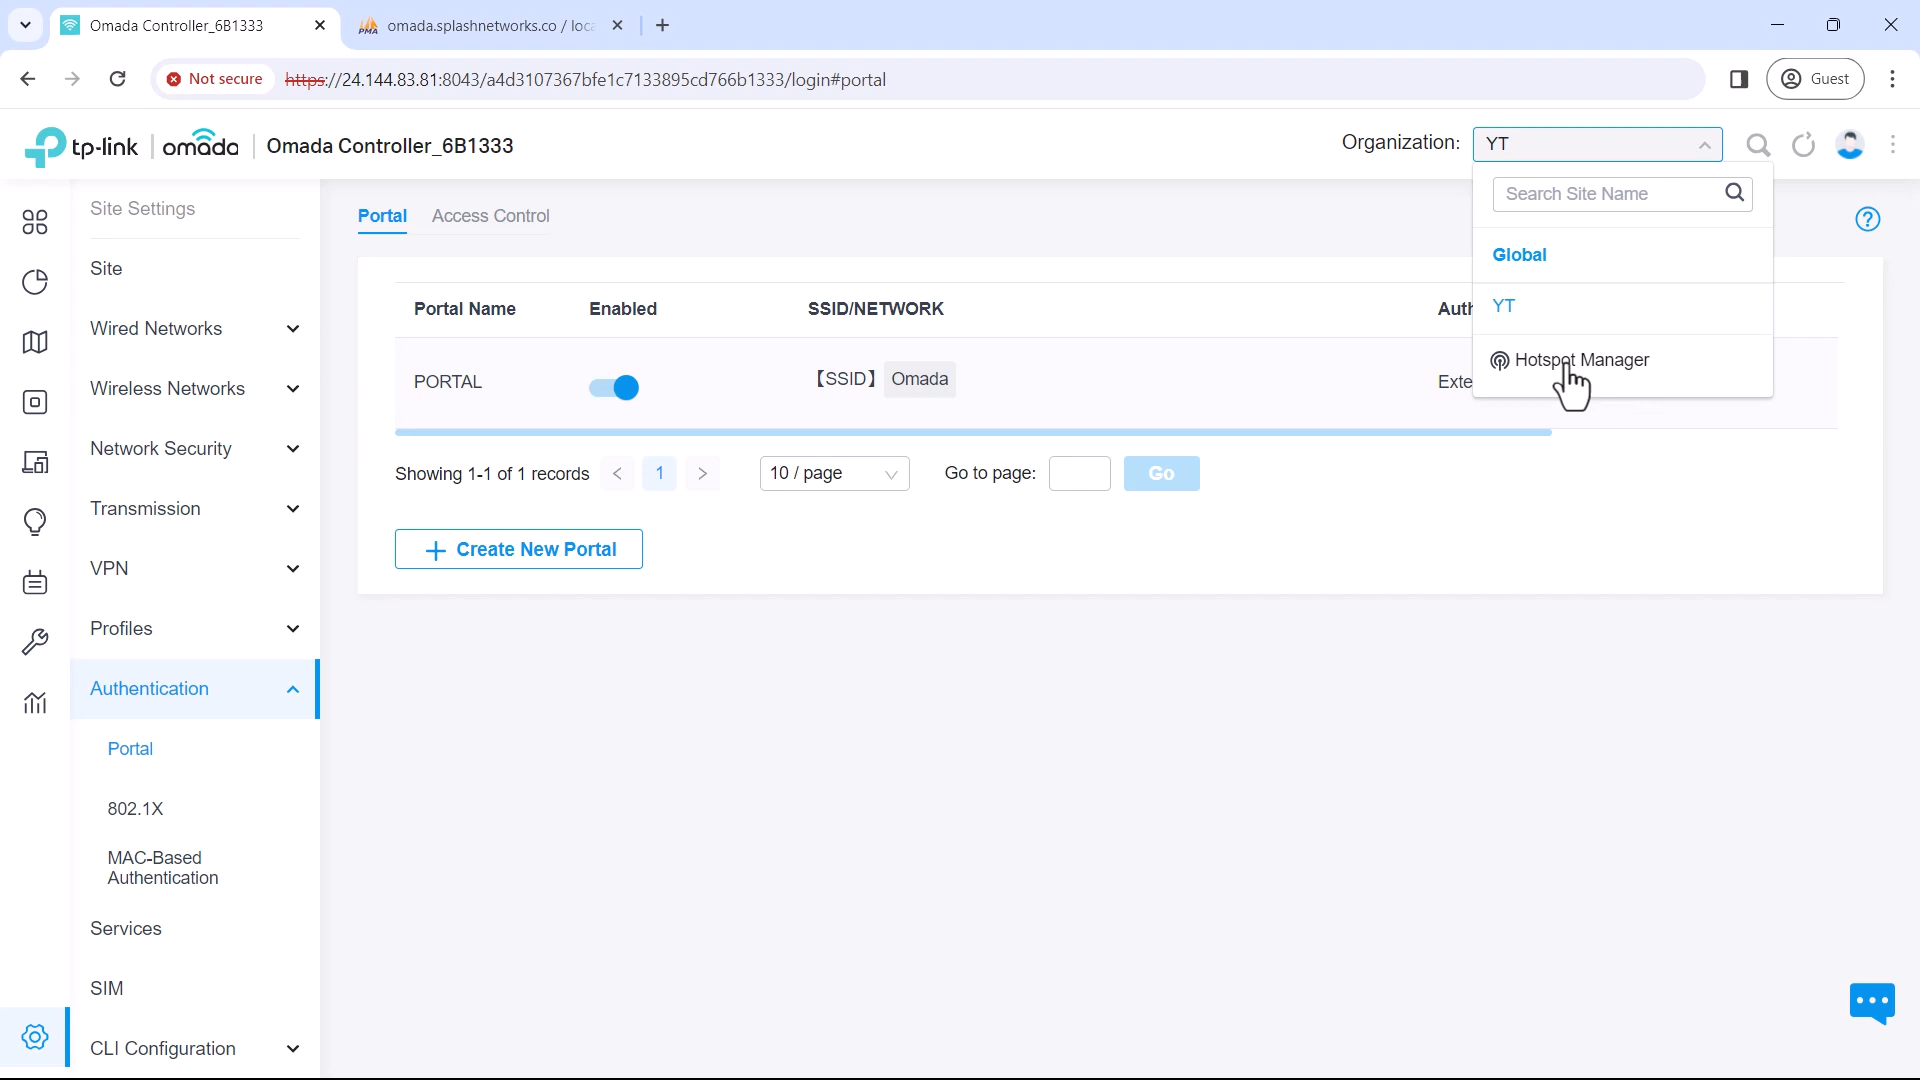 Omada Controller_6B1333
omada.splashnetworks.co / loca
Not secure
https://24.144.83.81:8043/a4d3107367bfe1c7133895cd766b1333/login#portal
Guest
tp-link
omada
Omada Controller_6B1333
Organization:
YT
Search Site Name
Global
YT
Hotspot Manager
Site Settings
Site
Wired Networks
Wireless Networks
Network Security
Transmission
VPN
Profiles
Authentication
Portal
802.1X
MAC-Based
Authentication
Services
SIM
CLI Configuration
Portal
Access Control
Portal Name
Enabled
SSID/NETWORK
Auth
PORTAL
【SSID】
Omada
Exte
Showing 1-1 of 1 records
<
1
>
10 / page
Go to page:
Go
Create New Portal